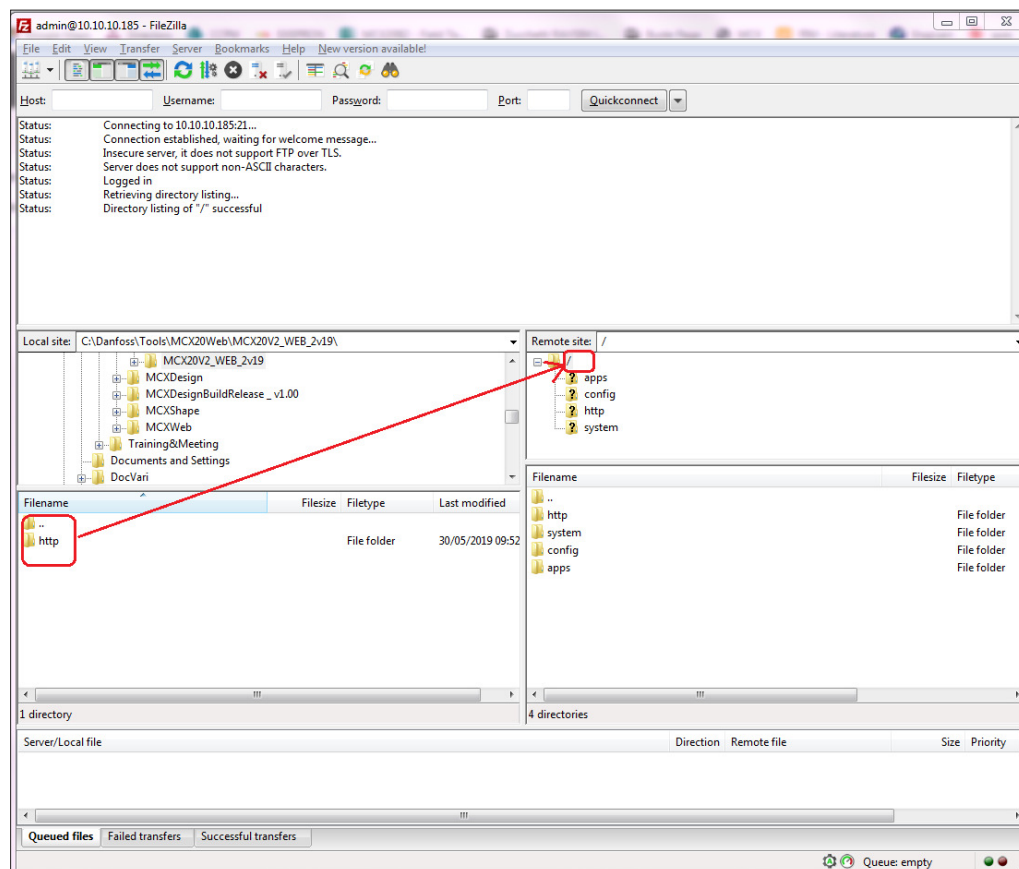 admin@10.10.10.185 - FileZilla
File Edit View Transfer Server Bookmarks Help New version available!
Host: Username: Password: Port: Quickconnect
Status: Connecting to 10.10.10.185:21...
Status: Connection established, waiting for welcome message...
Status: Insecure server, it does not support FTP over TLS.
Status: Server does not support non-ASCII characters.
Status: Logged in
Status: Retrieving directory listing...
Status: Directory listing of "/" successful
Local site: C:\Danfoss\Tools\MCX20Web\MCX20V2_WEB_2v19\
MCX20V2_WEB_2v19
MCXDesign
MCXDesignBuildRelease _ v1.00
MCXShape
MCXWeb
Training&Meeting
Documents and Settings
DocVari
Remote site: /
/
? apps
? config
? http
? system
Filename Filesize Filetype Last modified
..
http File folder 30/05/2019 09:52
1 directory
Filename Filesize Filetype
..
http File folder
system File folder
config File folder
apps File folder
4 directories
Server/Local file Direction Remote file Size Priority
Queued files Failed transfers Successful transfers
Queue: empty